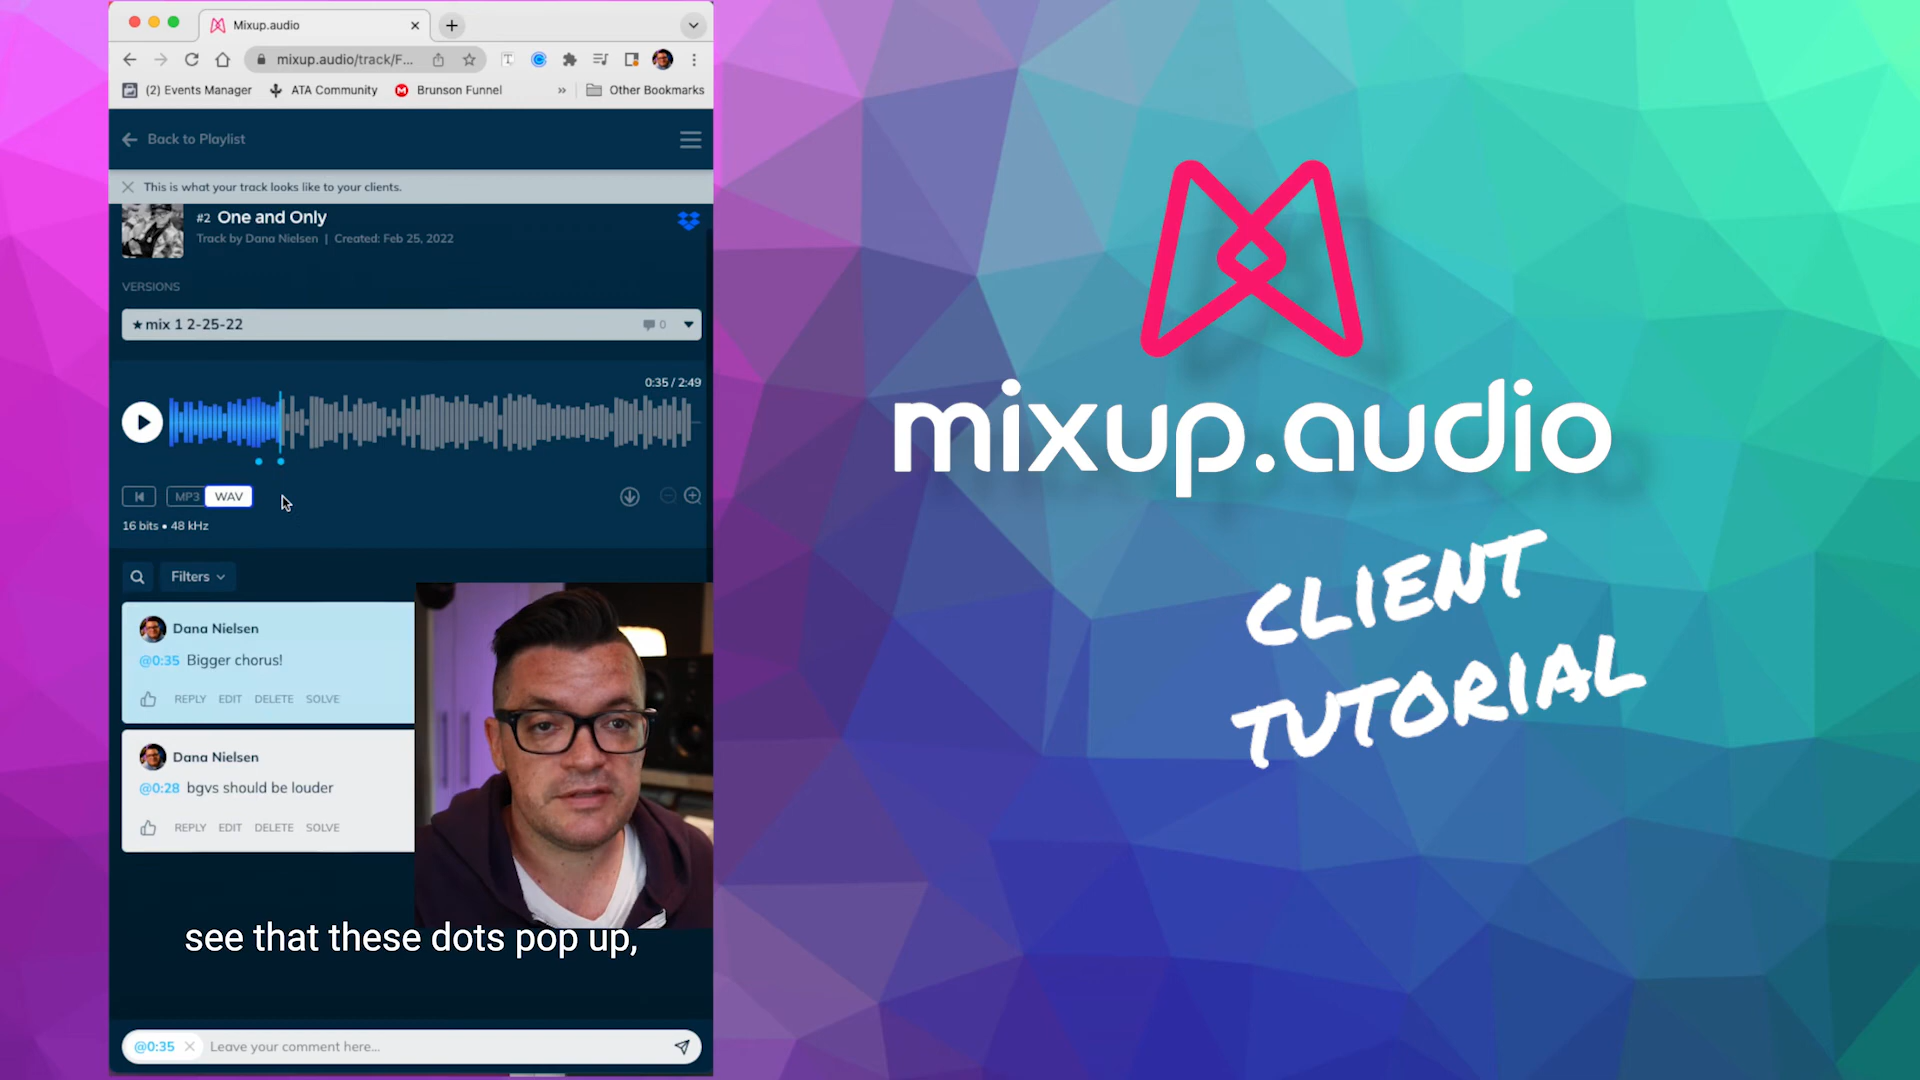 Mixup.audio
mixup.audio/track/F...
(2) Events Manager
ATA Community
Brunson Funnel
»
Other Bookmarks
Back to Playlist
This is what your track looks like to your clients.
#2 One and Only
Track by Dana Nielsen | Created: Feb 25, 2022
VERSIONS
★ mix 1 2-25-22
0
0:35 / 2:49
MP3
WAV
16 bits • 48 kHz
Filters
Dana Nielsen
@0:35 Bigger chorus!
REPLY EDIT DELETE SOLVE
Dana Nielsen
@0:28 bgvs should be louder
REPLY EDIT DELETE SOLVE
see that these dots pop up,
@0:35 Leave your comment here...
mixup.audio
CLIENT
TUTORIAL